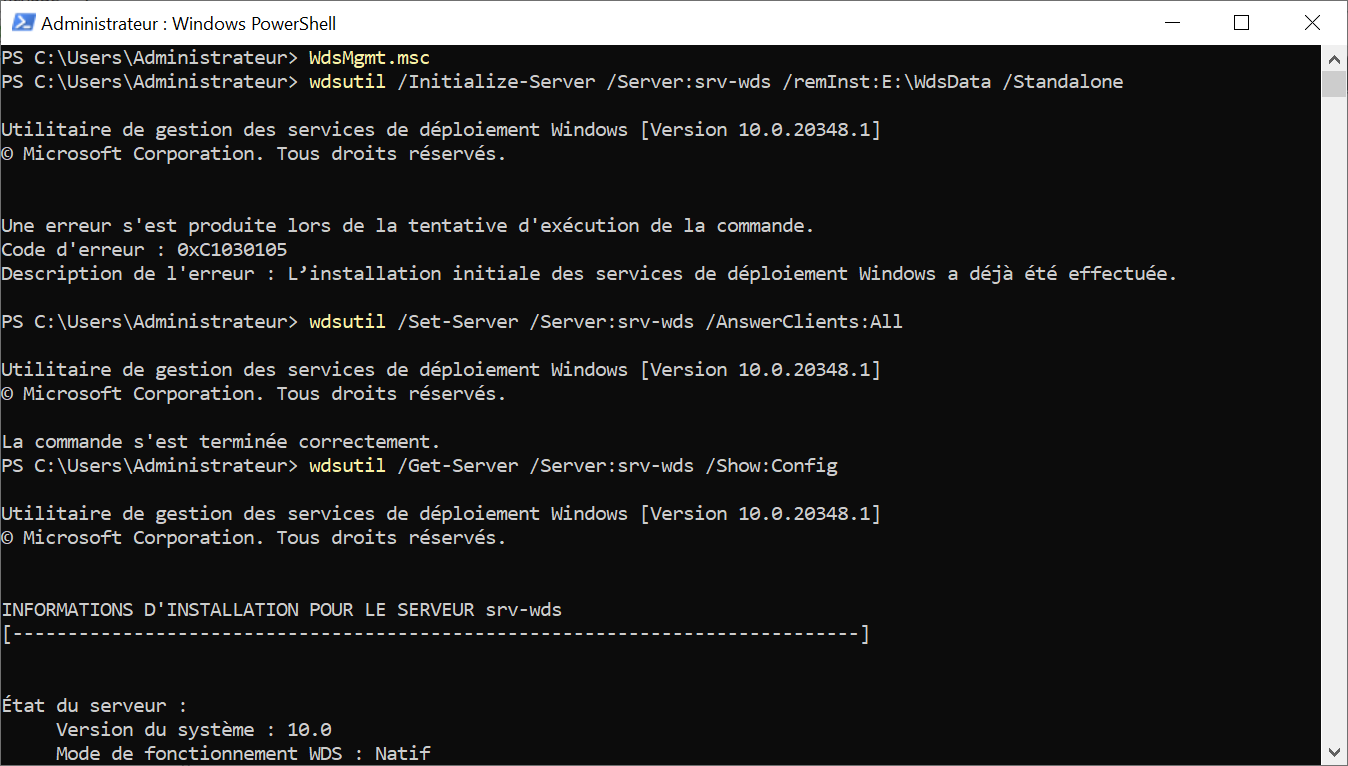 Administrateur : Windows PowerShell
PS C:\Users\Administrateur> WdsMgmt.msc
PS C:\Users\Administrateur> wdsutil /Initialize-Server /Server:srv-wds /remInst:E:\WdsData /Standalone
Utilitaire de gestion des services de déploiement Windows [Version 10.0.20348.1]
© Microsoft Corporation. Tous droits réservés.
Une erreur s'est produite lors de la tentative d'exécution de la commande.
Code d'erreur : 0xC1030105
Description de l'erreur : L’installation initiale des services de déploiement Windows a déjà été effectuée.
PS C:\Users\Administrateur> wdsutil /Set-Server /Server:srv-wds /AnswerClients:All
Utilitaire de gestion des services de déploiement Windows [Version 10.0.20348.1]
© Microsoft Corporation. Tous droits réservés.
La commande s'est terminée correctement.
PS C:\Users\Administrateur> wdsutil /Get-Server /Server:srv-wds /Show:Config
Utilitaire de gestion des services de déploiement Windows [Version 10.0.20348.1]
© Microsoft Corporation. Tous droits réservés.
INFORMATIONS D'INSTALLATION POUR LE SERVEUR srv-wds
[-----------------------------------------------------------------------------]
État du serveur :
Version du système : 10.0
Mode de fonctionnement WDS : Natif